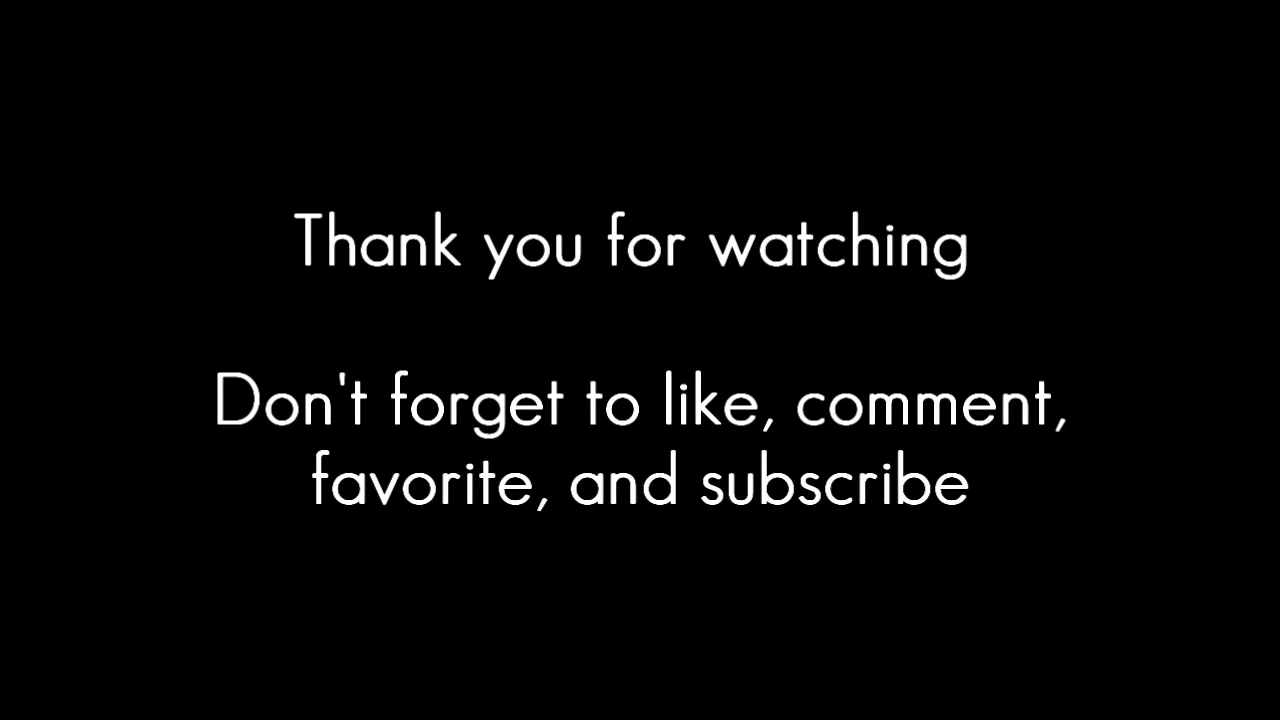 Thank you for watching
Don't forget to like, comment,
favorite, and subscribe